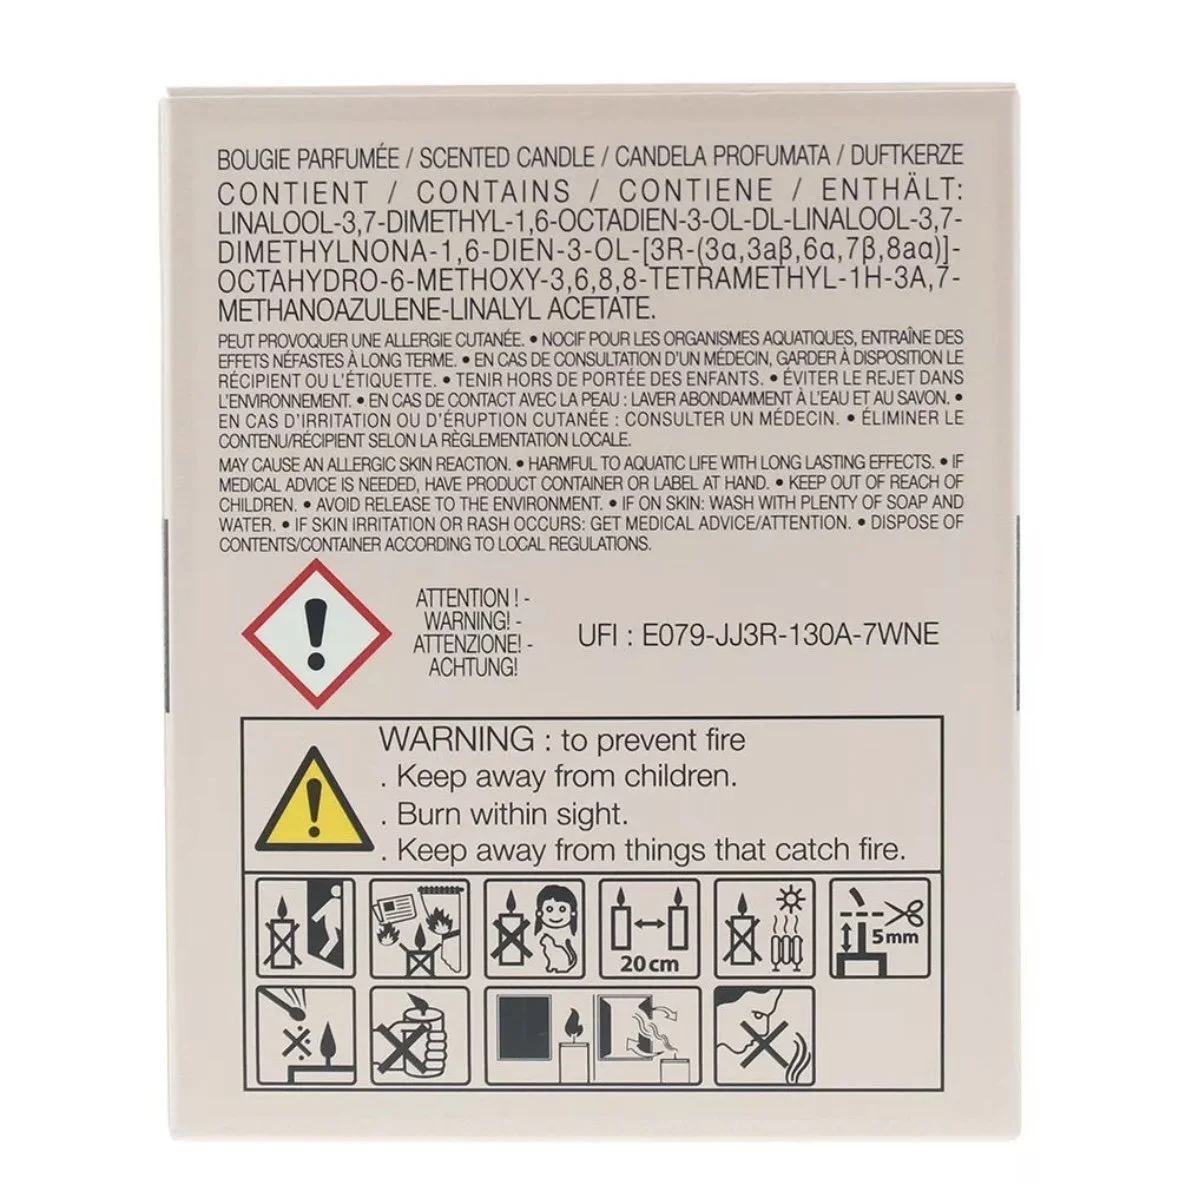 BOUGIE PARFUMÉE / SCENTED CANDLE / CANDELA PROFUMATA / DUFTKERZE
CONTIENT / CONTAINS / CONTIENE / ENTHÄLT:
LINALOOL-3,7-DIMETHYL-1,6-OCTADIEN-3-OL-DL-LINALOOL-3,7-
DIMETHYLNONA-1,6-DIEN-3-OL-[3R-(3α,3aβ,6α,7β,8aα)]-
OCTAHYDRO-6-METHOXY-3,6,8,8-TETRAMETHYL-1H-3A,7-
METHANOAZULENE-LINALYL ACETATE.
PEUT PROVOQUER UNE ALLERGIE CUTANÉE. • NOCIF POUR LES ORGANISMES AQUATIQUES, ENTRAÎNE DES
EFFETS NÉFASTES À LONG TERME. • EN CAS DE CONSULTATION D'UN MÉDECIN, GARDER À DISPOSITION LE
RÉCIPIENT OU L'ÉTIQUETTE. • TENIR HORS DE PORTÉE DES ENFANTS. • ÉVITER LE REJET DANS
L'ENVIRONNEMENT. • EN CAS DE CONTACT AVEC LA PEAU : LAVER ABONDAMMENT À L'EAU ET AU SAVON. •
EN CAS D'IRRITATION OU D'ÉRUPTION CUTANÉE : CONSULTER UN MÉDECIN. • ÉLIMINER LE
CONTENU/RÉCIPIENT SELON LA RÈGLEMENTATION LOCALE.
MAY CAUSE AN ALLERGIC SKIN REACTION. • HARMFUL TO AQUATIC LIFE WITH LONG LASTING EFFECTS. • IF
MEDICAL ADVICE IS NEEDED, HAVE PRODUCT CONTAINER OR LABEL AT HAND. • KEEP OUT OF REACH OF
CHILDREN. • AVOID RELEASE TO THE ENVIRONMENT. • IF ON SKIN: WASH WITH PLENTY OF SOAP AND
WATER. • IF SKIN IRRITATION OR RASH OCCURS: GET MEDICAL ADVICE/ATTENTION. • DISPOSE OF
CONTENTS/CONTAINER ACCORDING TO LOCAL REGULATIONS.
ATTENTION ! -
WARNING! -
ATTENZIONE! -
ACHTUNG!
UFI : E079-JJ3R-130A-7WNE
WARNING : to prevent fire
. Keep away from children.
. Burn within sight.
. Keep away from things that catch fire.
20 cm
5 mm